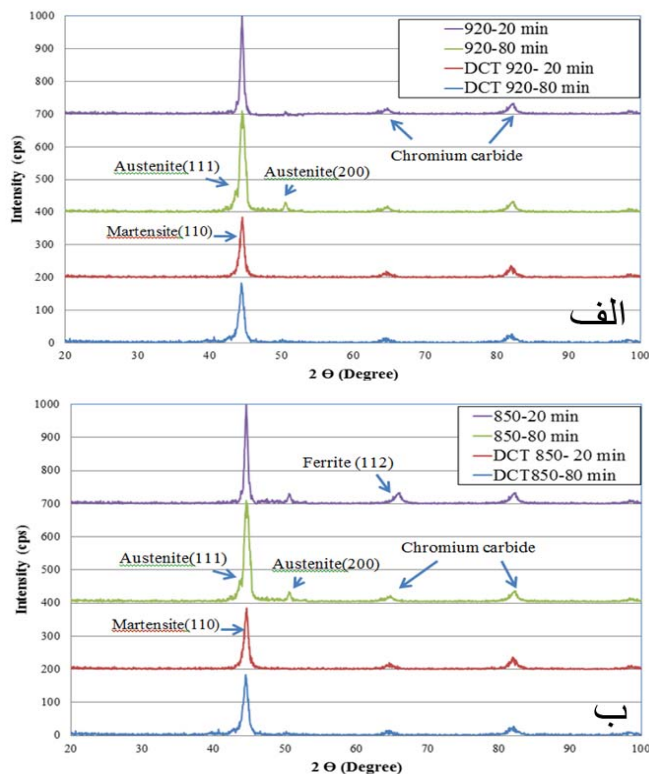 1000
900
800
700
600
500
400
300
200
100
0
Intensity (cps)
920-20 min
920-80 min
DCT 920- 20 min
DCT 920-80 min
Chromium carbide
Austenite(111)
Austenite(200)
Martensite(110)
الف
20 30 40 50 60 70 80 90 100
2 Θ (Degree)
1000
900
800
700
600
500
400
300
200
100
0
Intensity (cps)
850-20 min
850-80 min
DCT 850- 20 min
DCT850-80 min
Ferrite (112)
Chromium carbide
Austenite(111)
Austenite(200)
Martensite(110)
ب
20 30 40 50 60 70 80 90 100
2 Θ (Degree)